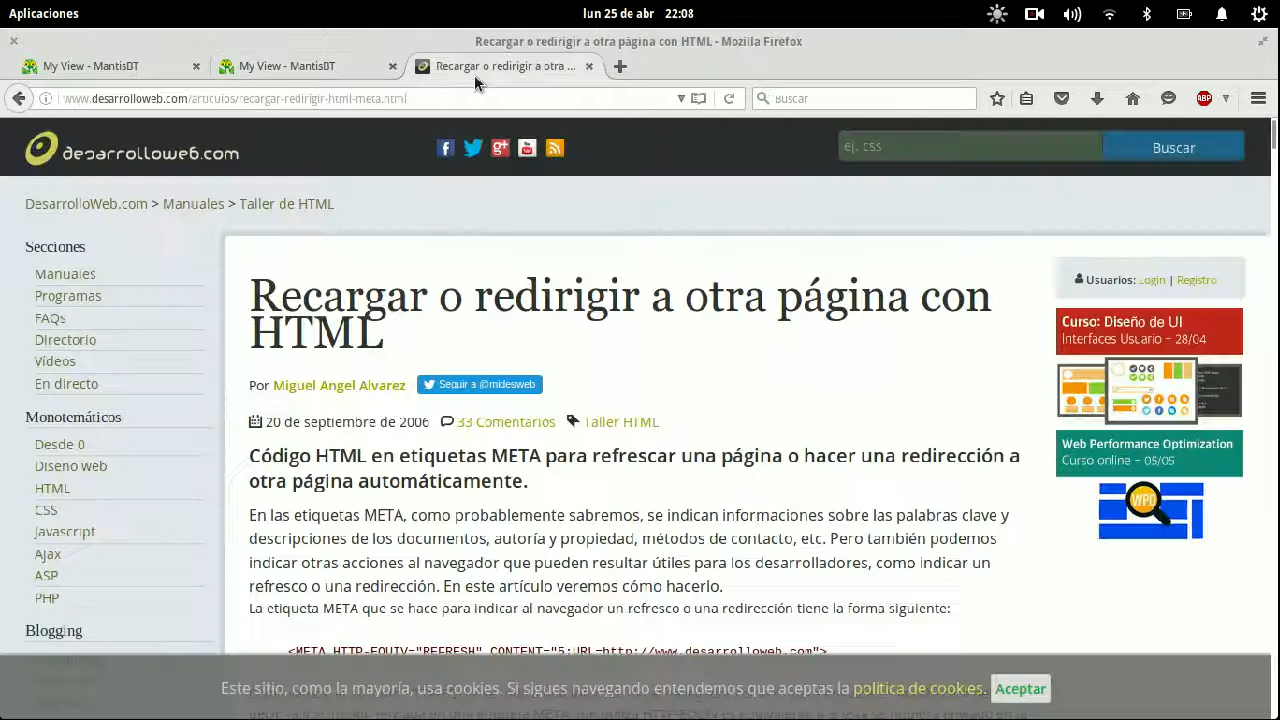 Aplicaciones
lun 25 de abr 22:08
Recargar o redirigir a otra página con HTML - Mozilla Firefox
My View - MantisBT
My View - MantisBT
Recargar o redirigir a otra ...
www.desarrolloweb.com/articulos/recargar-redirigir-html-meta.html
Buscar
ABP
desarrolloweb.com
ej. css
Buscar
DesarrolloWeb.com > Manuales > Taller de HTML
Secciones
Manuales
Programas
FAQs
Directorio
Vídeos
En directo
Monotemáticos
Desde 0
Diseño web
HTML
CSS
Javascript
Ajax
ASP
PHP
Blogging
Recargar o redirigir a otra página con
HTML
Por Miguel Angel Alvarez
Seguir a @midesweb
20 de septiembre de 2006
33 Comentarios
Taller HTML
Código HTML en etiquetas META para refrescar una página o hacer una redirección a
otra página automáticamente.
En las etiquetas META, como probablemente sabremos, se indican informaciones sobre las palabras clave y
descripciones de los documentos, autoría y propiedad, métodos de contacto, etc. Pero también podemos
indicar otras acciones al navegador que pueden resultar útiles para los desarrolladores, como indicar un
refresco o una redirección. En este artículo veremos cómo hacerlo.
La etiqueta META que se hace para indicar al navegador un refresco o una redirección tiene la forma siguiente:
<META HTTP-EQUIV="REFRESH" CONTENT="5;URL=http://www.desarrolloweb.com">
Usuarios: Login | Registro
Curso: Diseño de UI
Interfaces Usuario - 28/04
Web Performance Optimization
Curso online - 05/05
WPO
Este sitio, como la mayoría, usa cookies. Si sigues navegando entendemos que aceptas la política de cookies.
Aceptar